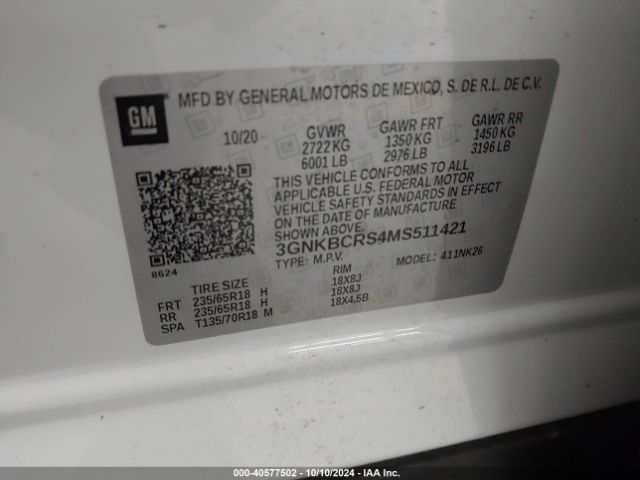 GM
MFD BY GENERAL MOTORS DE MEXICO, S. DE R.L. DE C.V.
10/20 GVWR GAWR FRT GAWR RR
2722 KG 1350 KG 1450 KG
6001 LB 2976 LB 3196 LB
THIS VEHICLE CONFORMS TO ALL
APPLICABLE U.S. FEDERAL MOTOR
VEHICLE SAFETY STANDARDS IN EFFECT
ON THE DATE OF MANUFACTURE
SHOWN ABOVE.
3GNKBCRS4MS511421
TYPE: M.P.V. MODEL: 411NK26
8624
TIRE SIZE RIM
FRT 235/65R18 H 18X8J
RR 235/65R18 H 18X8J
SPA T135/70R18 M 18X4.5B
000-40577502 - 10/10/2024 - IAA Inc.